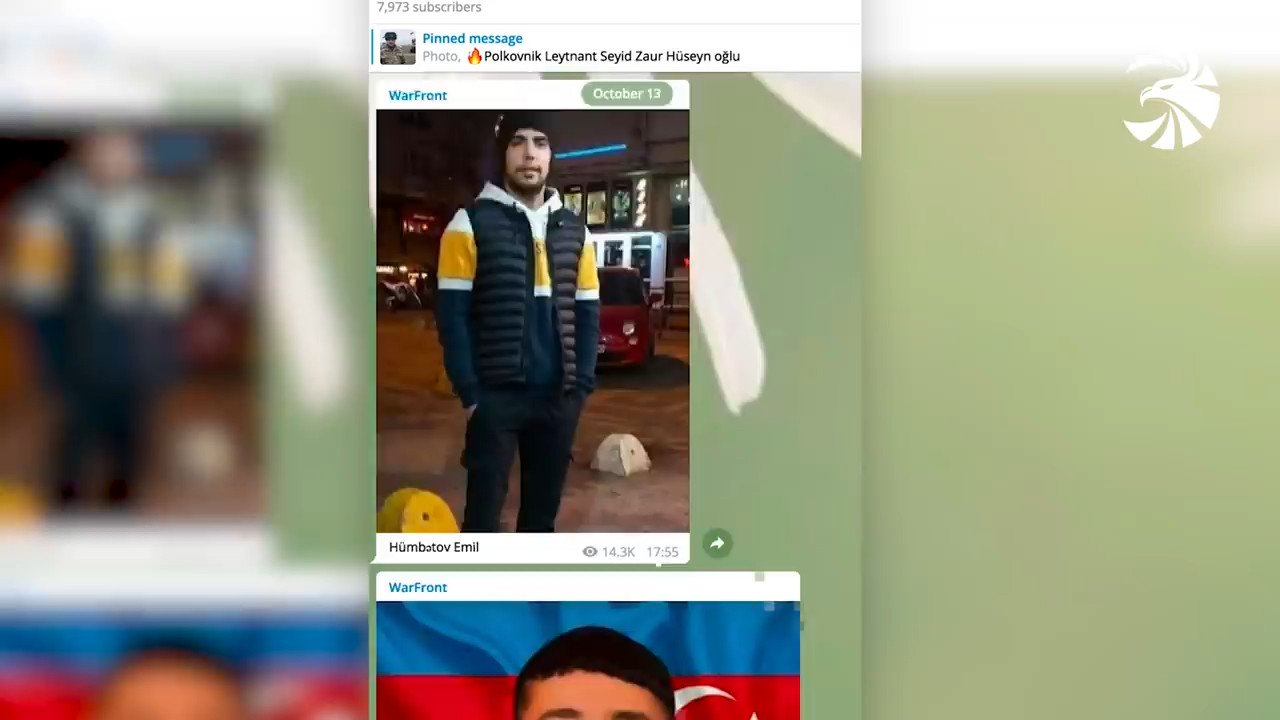 7,973 subscribers
Pinned message
Photo, 🔥Polkovnik Leytnant Seyid Zaur Hüseyn oğlu
WarFront
October 13
Hümbətov Emil
14.3K 17:55
WarFront